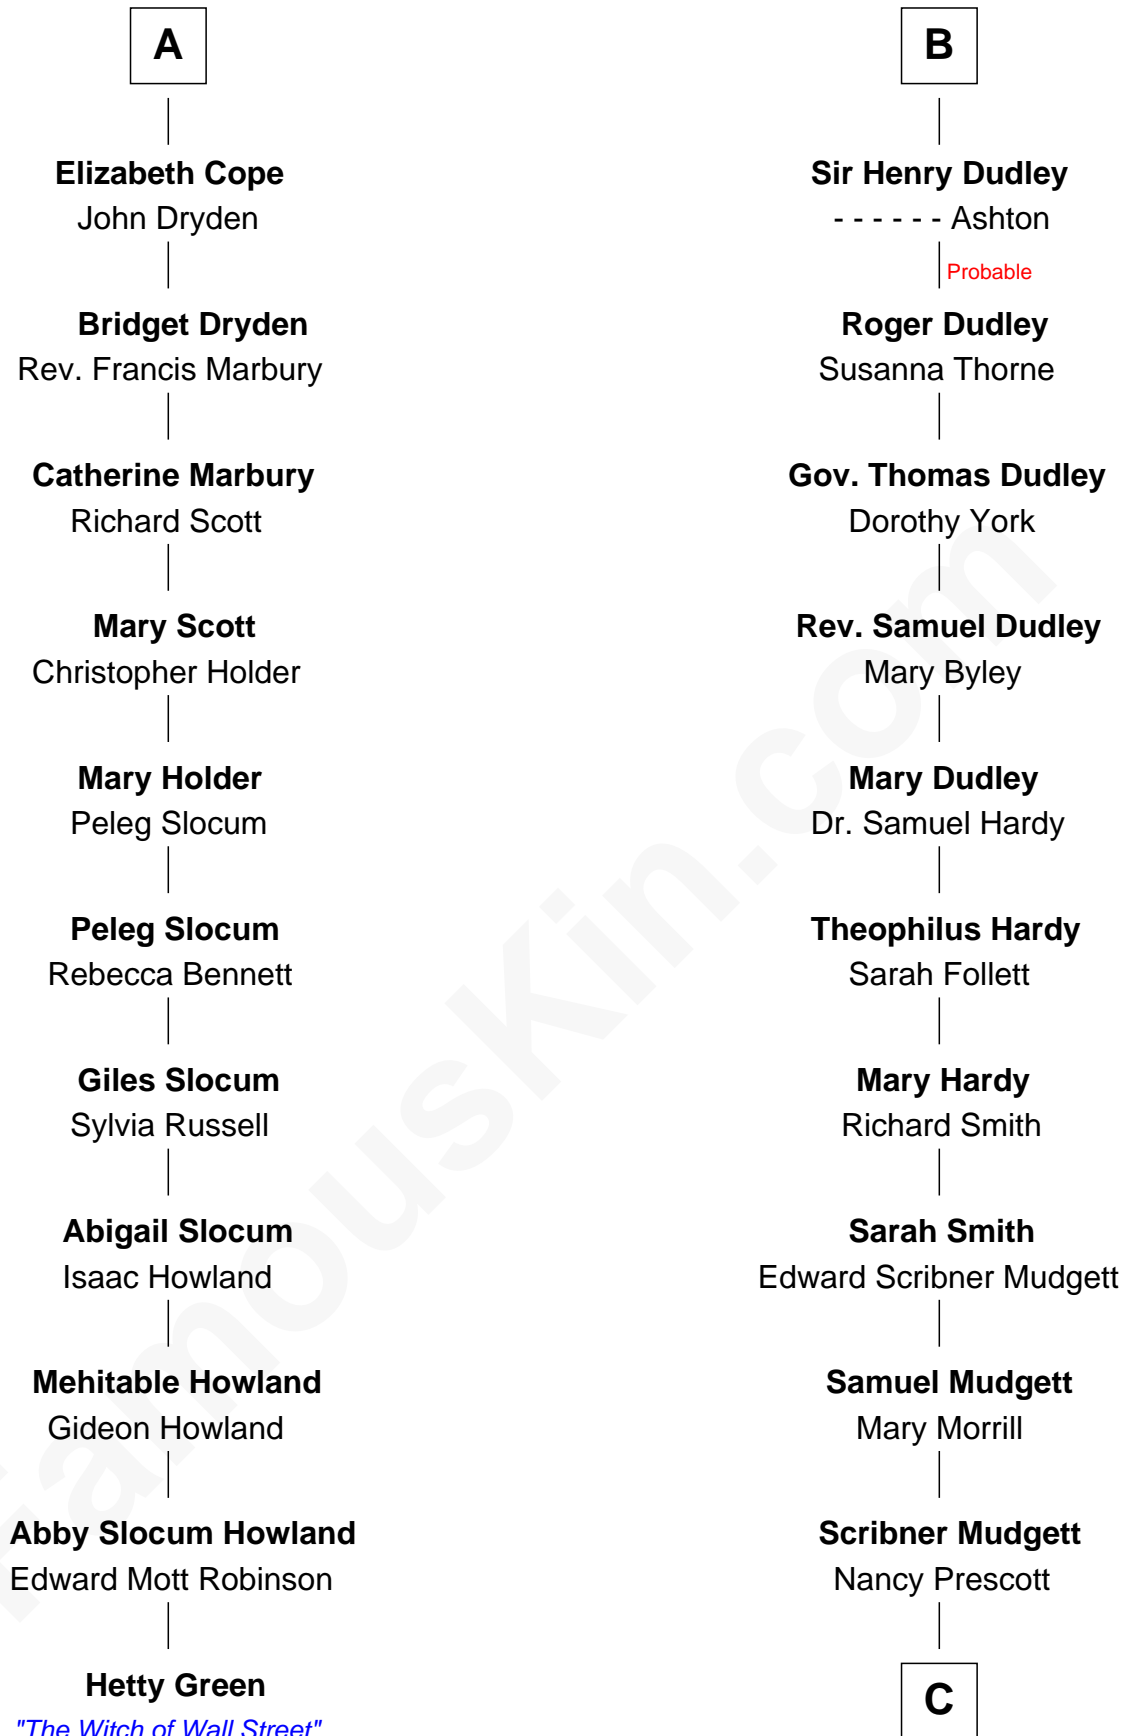 A
Elizabeth Cope
John Dryden
Bridget Dryden
Rev. Francis Marbury
Catherine Marbury
Richard Scott
Mary Scott
Christopher Holder
Mary Holder
Peleg Slocum
Peleg Slocum
Rebecca Bennett
Giles Slocum
Sylvia Russell
Abigail Slocum
Isaac Howland
Mehitable Howland
Gideon Howland
Abby Slocum Howland
Edward Mott Robinson
Hetty Green
"The Witch of Wall Street"
B
Sir Henry Dudley
- - - - - - Ashton
Probable
Roger Dudley
Susanna Thorne
Gov. Thomas Dudley
Dorothy York
Rev. Samuel Dudley
Mary Byley
Mary Dudley
Dr. Samuel Hardy
Theophilus Hardy
Sarah Follett
Mary Hardy
Richard Smith
Sarah Smith
Edward Scribner Mudgett
Samuel Mudgett
Mary Morrill
Scribner Mudgett
Nancy Prescott
C
FamousKin.com